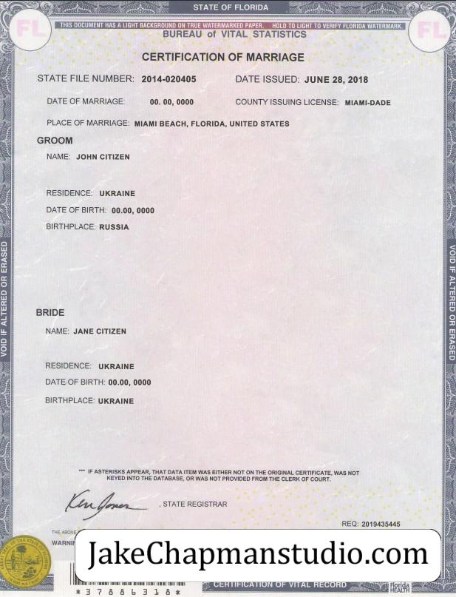 STATE OF FLORIDA
THIS DOCUMENT HAS A LIGHT BACKGROUND ON TRUE WATERMARKED PAPER. HOLD TO LIGHT TO VERIFY FLORIDA WATERMARK.
FL
FL
BUREAU of VITAL STATISTICS
CERTIFICATION OF MARRIAGE
STATE FILE NUMBER: 2014-020405 DATE ISSUED: JUNE 28, 2018
DATE OF MARRIAGE: 00. 00, 0000 COUNTY ISSUING LICENSE: MIAMI-DADE
PLACE OF MARRIAGE: MIAMI BEACH, FLORIDA, UNITED STATES
GROOM
NAME: JOHN CITIZEN
RESIDENCE: UKRAINE
DATE OF BIRTH: 00.00, 0000
BIRTHPLACE: RUSSIA
VOID IF ALTERED OR ERASED
VOID IF ALTERED OR ERASED
BRIDE
NAME: JANE CITIZEN
RESIDENCE: UKRAINE
DATE OF BIRTH: 00.00, 0000
BIRTHPLACE: UKRAINE
*** IF ASTERISKS APPEAR, THAT DATA ITEM WAS EITHER NOT ON THE ORIGINAL CERTIFICATE, WAS NOT
KEYED INTO THE DATABASE, OR WAS NOT PROVIDED FROM THE CLERK OF COURT.
Ken Jones , STATE REGISTRAR
REQ: 2019435445
THE ABOVE
JakeChapmanstudio.com
CERTIFICATION OF VITAL RECORD
*37886318*